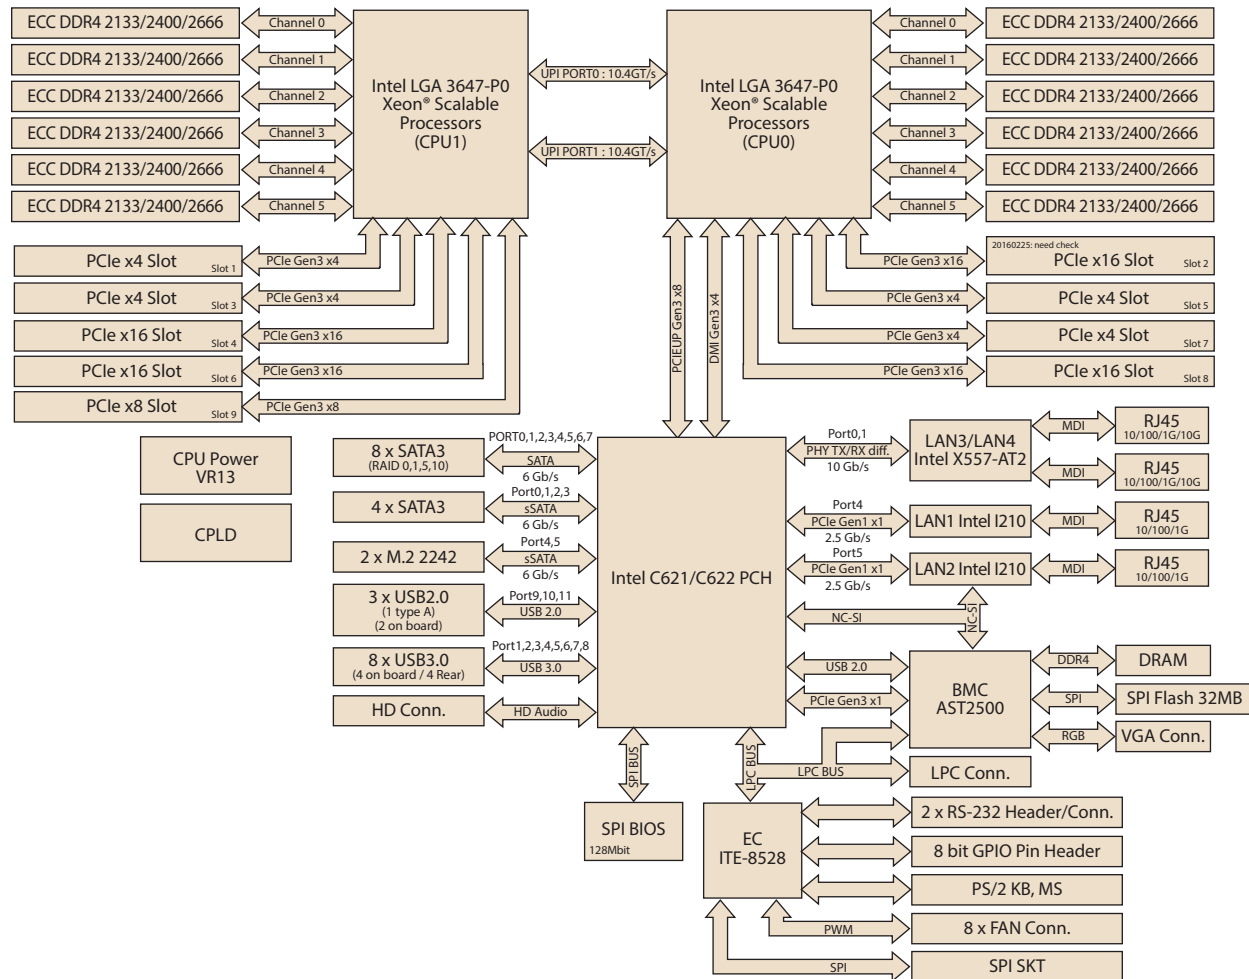 ECC DDR4 2133/2400/2666
Channel 0
ECC DDR4 2133/2400/2666
Channel 1
ECC DDR4 2133/2400/2666
Channel 2
ECC DDR4 2133/2400/2666
Channel 3
ECC DDR4 2133/2400/2666
Channel 4
ECC DDR4 2133/2400/2666
Channel 5
Intel LGA 3647-P0
Xeon® Scalable
Processors
(CPU1)
UPI PORT0 : 10.4GT/s
UPI PORT1 : 10.4GT/s
Intel LGA 3647-P0
Xeon® Scalable
Processors
(CPU0)
Channel 0
ECC DDR4 2133/2400/2666
Channel 1
ECC DDR4 2133/2400/2666
Channel 2
ECC DDR4 2133/2400/2666
Channel 3
ECC DDR4 2133/2400/2666
Channel 4
ECC DDR4 2133/2400/2666
Channel 5
ECC DDR4 2133/2400/2666
PCIe x4 Slot
Slot 1
PCIe Gen3 x4
PCIe x4 Slot
Slot 3
PCIe Gen3 x4
PCIe x16 Slot
Slot 4
PCIe Gen3 x16
PCIe x16 Slot
Slot 6
PCIe Gen3 x16
PCIe x8 Slot
Slot 9
PCIe Gen3 x8
PCIEUP Gen3 x8
DMI Gen3 x4
PCIe Gen3 x16
20160225: need check
PCIe x16 Slot
Slot 2
PCIe Gen3 x4
PCIe x4 Slot
Slot 5
PCIe Gen3 x4
PCIe x4 Slot
Slot 7
PCIe Gen3 x16
PCIe x16 Slot
Slot 8
CPU Power
VR13
CPLD
8 x SATA3
(RAID 0,1,5,10)
PORT0,1,2,3,4,5,6,7
SATA
6 Gb/s
4 x SATA3
Port0,1,2,3
sSATA
6 Gb/s
2 x M.2 2242
Port4,5
sSATA
6 Gb/s
3 x USB2.0
(1 type A)
(2 on board)
Port9,10,11
USB 2.0
8 x USB3.0
(4 on board / 4 Rear)
Port1,2,3,4,5,6,7,8
USB 3.0
HD Conn.
HD Audio
Intel C621/C622 PCH
Port0,1
PHY TX/RX diff.
10 Gb/s
LAN3/LAN4
Intel X557-AT2
MDI
RJ45
10/100/1G/10G
MDI
RJ45
10/100/1G/10G
Port4
PCIe Gen1 x1
2.5 Gb/s
LAN1 Intel I210
MDI
RJ45
10/100/1G
Port5
PCIe Gen1 x1
2.5 Gb/s
LAN2 Intel I210
MDI
RJ45
10/100/1G
NC-SI
NC-SI
USB 2.0
PCIe Gen3 x1
BMC
AST2500
DDR4
DRAM
SPI
SPI Flash 32MB
RGB
VGA Conn.
SPI BUS
LPC BUS
LPC BUS
LPC Conn.
SPI BIOS
128Mbit
EC
ITE-8528
2 x RS-232 Header/Conn.
8 bit GPIO Pin Header
PS/2 KB, MS
PWM
8 x FAN Conn.
SPI
SPI SKT